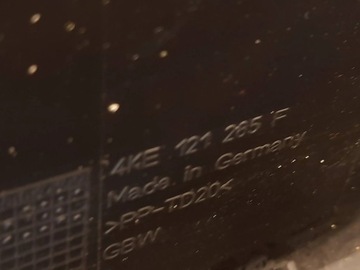 4KE 121 285 F
Made in Germany
>PP-TD20<
GBW